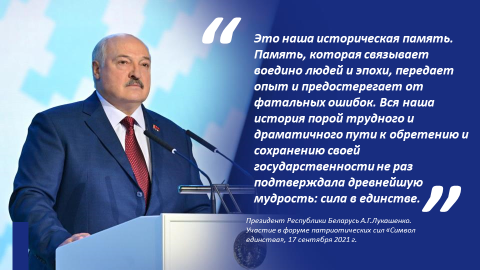 “
Это наша историческая память.
Память, которая связывает
воедино людей и эпохи, передает
опыт и предостерегает от
фатальных ошибок. Вся наша
история порой трудного и
драматичного пути к обретению и
сохранению своей
государственности не раз
подтверждала древнейшую
мудрость: сила в единстве.
”
Президент Республики Беларусь А.Г.Лукашенко.
Участие в форуме патриотических сил «Символ
единства», 17 сентября 2021 г.